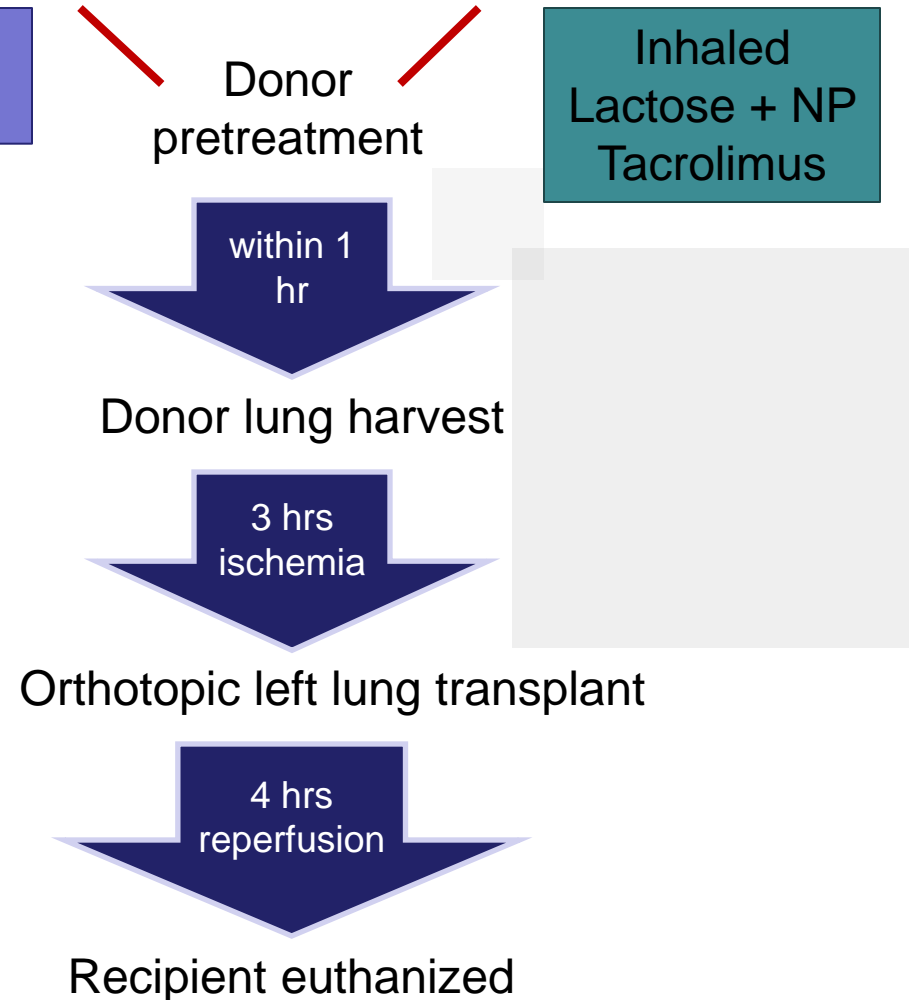 Donor
pretreatment
Inhaled
Lactose + NP
Tacrolimus
within 1
hr
Donor lung harvest
3 hrs
ischemia
Orthotopic left lung transplant
4 hrs
reperfusion
Recipient euthanized